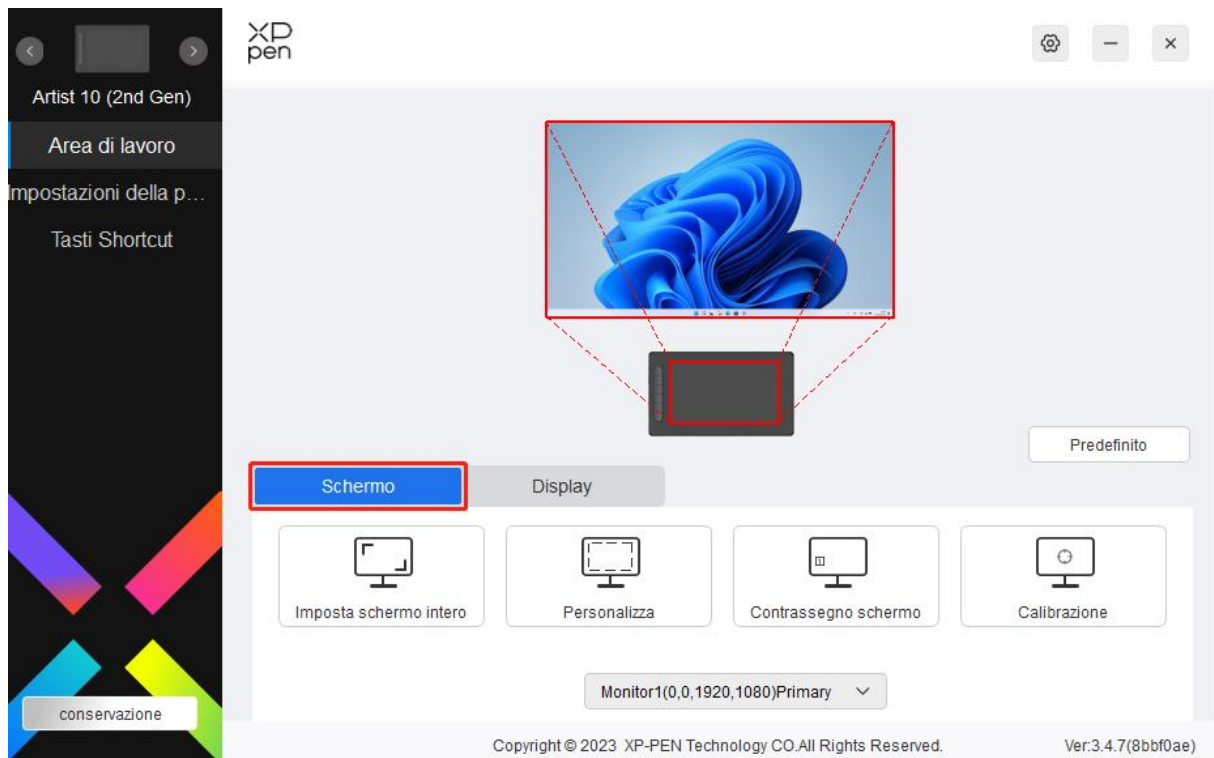 XP
pen
Artist 10 (2nd Gen)
Area di lavoro
Impostazioni della p...
Tasti Shortcut
Predefinito
Schermo
Display
Imposta schermo intero
Personalizza
1
Contrassegno schermo
Calibrazione
Monitor1(0,0,1920,1080)Primary
conservazione
Copyright © 2023 XP-PEN Technology CO.All Rights Reserved.
Ver:3.4.7(8bbf0ae)